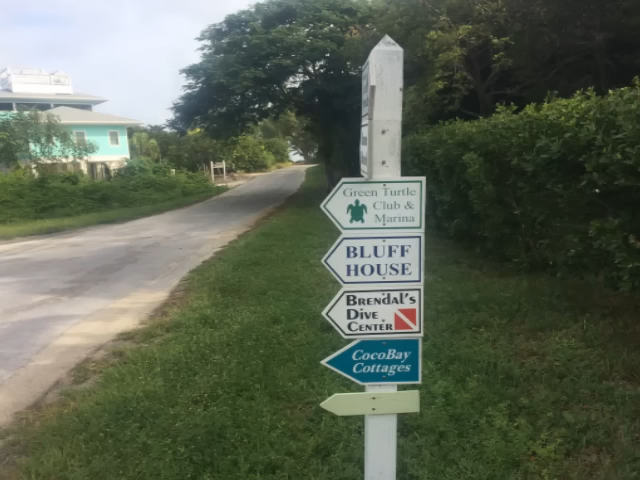 Green Turtle
Club &
Marina
BLUFF
HOUSE
BRENDAL'S
DIVE
CENTER
COCOBAY
Cottages